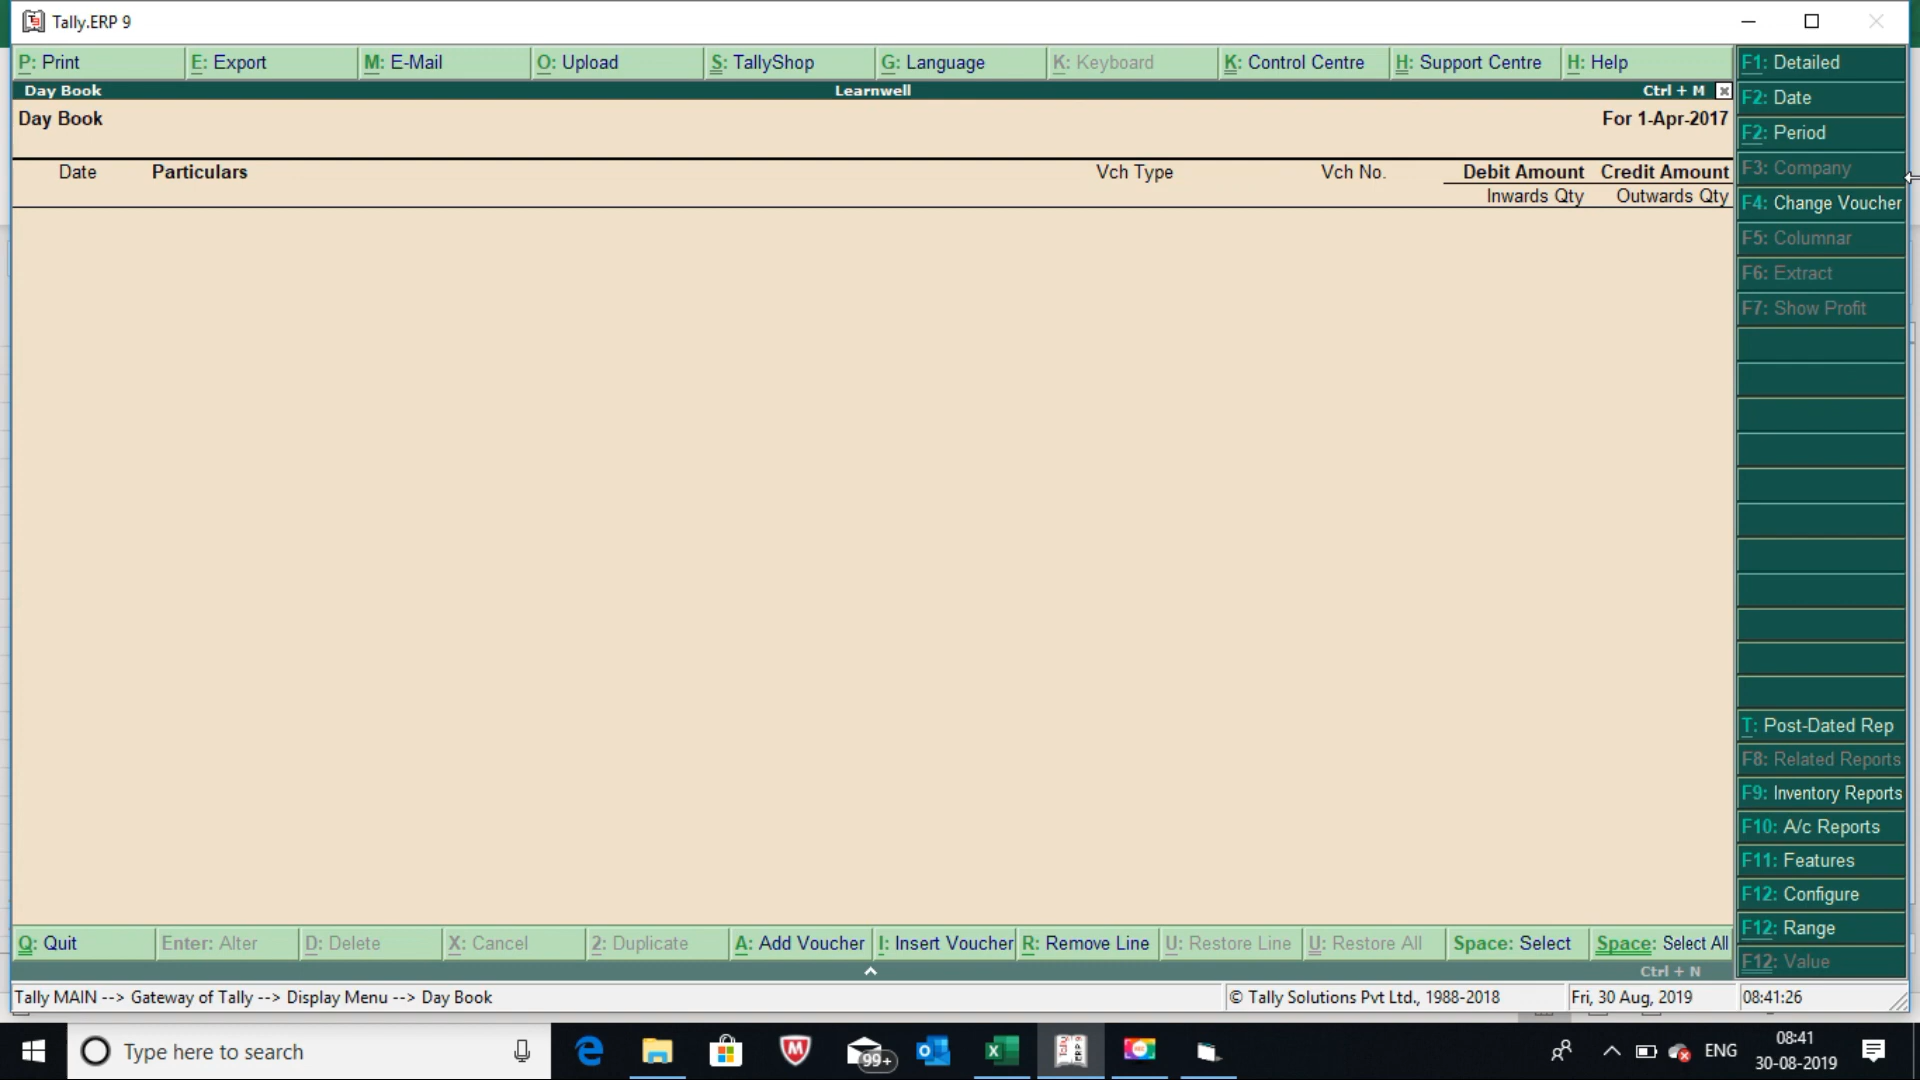 Tally.ERP 9
P: Print E: Export M: E-Mail O: Upload S: TallyShop G: Language K: Keyboard K: Control Centre H: Support Centre H: Help
Day Book Learnwell Ctrl + M
Day Book For 1-Apr-2017
Date Particulars Vch Type Vch No. Debit Amount Credit Amount
Inwards Qty Outwards Qty
F1: Detailed
F2: Date
F2: Period
F3: Company
F4: Change Voucher
F5: Columnar
F6: Extract
F7: Show Profit
T: Post-Dated Rep
F8: Related Reports
F9: Inventory Reports
F10: A/c Reports
F11: Features
F12: Configure
F12: Range
F12: Value
Q: Quit Enter: Alter D: Delete X: Cancel 2: Duplicate A: Add Voucher I: Insert Voucher R: Remove Line U: Restore Line U: Restore All Space: Select Space: Select All
Ctrl + N
Tally MAIN --> Gateway of Tally --> Display Menu --> Day Book © Tally Solutions Pvt Ltd., 1988-2018 Fri, 30 Aug, 2019 08:41:26
Type here to search 99+ ENG 08:41
30-08-2019